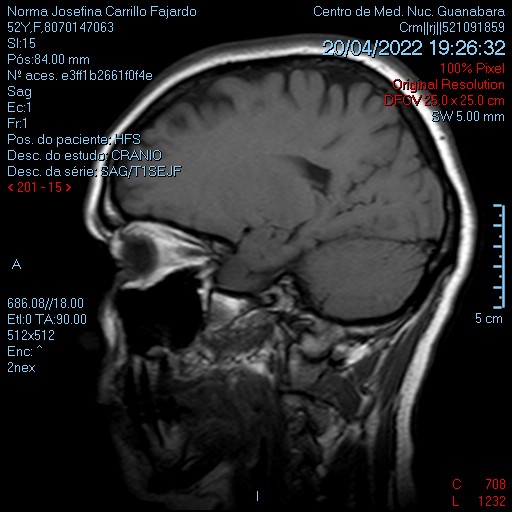 Norma Josefina Carrillo Fajardo
52Y,F,8070147063
Sl:15
Pós:84.00 mm
Nº aces. e3ff1b2661f0f4e
Sag
Ec:1
Fr:1
Pos. do paciente: HFS
Desc. do estudo: CRANIO
Desc. da série: SAG/T1SEJF
< 201 - 15 >
Centro de Med. Nuc. Guanabara
Crm||rj||521091859
20/04/2022 19:26:32
100% Pixel
Original Resolution
DFOV 25.0 x 25.0 cm
SW 5.00 mm
A
5 cm
686.08//18.00
Etl:0 TA:90.00
512x512
Enc: ^
2nex
I
C 708
L 1232